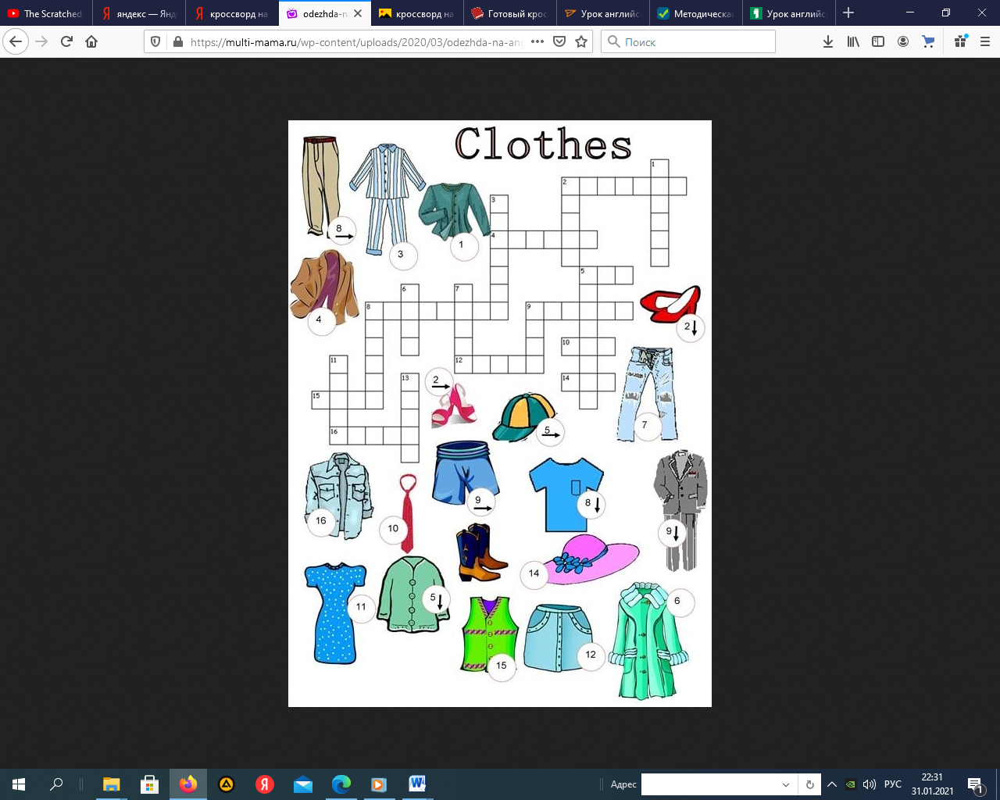 The Scratched
яндекс — Янд
кроссворд на
odezhda-na
кроссворд на
Готовый крос
Урок английс
Методическая
Урок английс
https://multi-mama.ru/wp-content/uploads/2020/03/odezhda-na-ang
Поиск
Clothes
1
2
3
4
5
6
7
8
9
10
11
12
13
14
15
16
8
3
1
4
2
2
5
7
16
10
9
8
9
14
11
5
6
15
12
Адрес
РУС
22:31
31.01.2021
1